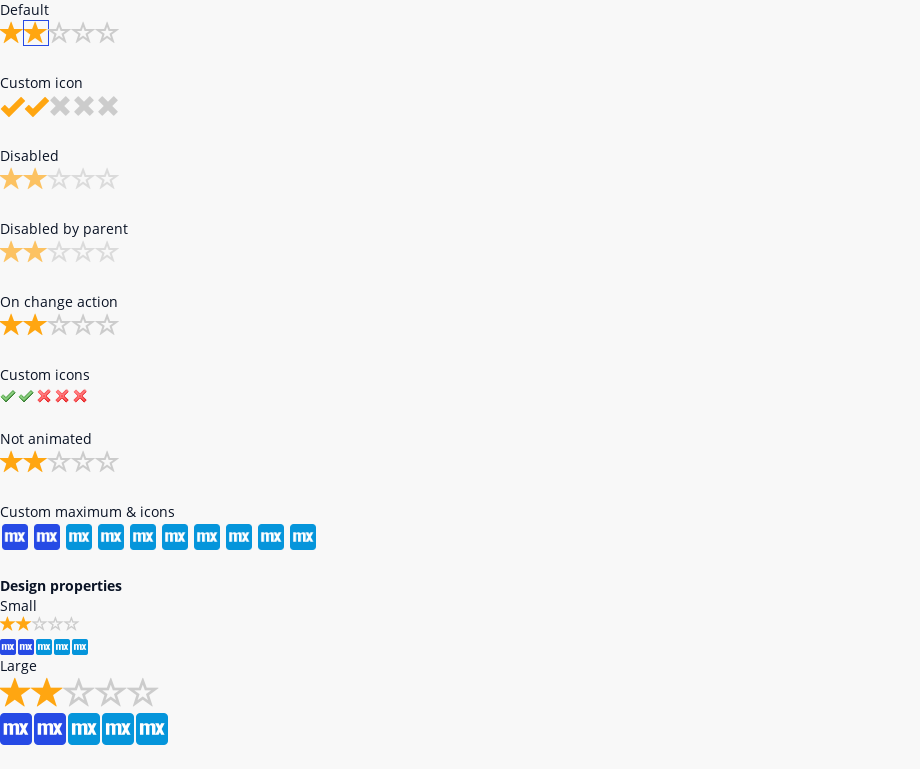 Default
Custom icon
Disabled
Disabled by parent
On change action
Custom icons
Not animated
Custom maximum & icons
mx mx mx mx mx mx mx mx mx mx
Design properties
Small
mx mx mx mx mx
Large
mx mx mx mx mx